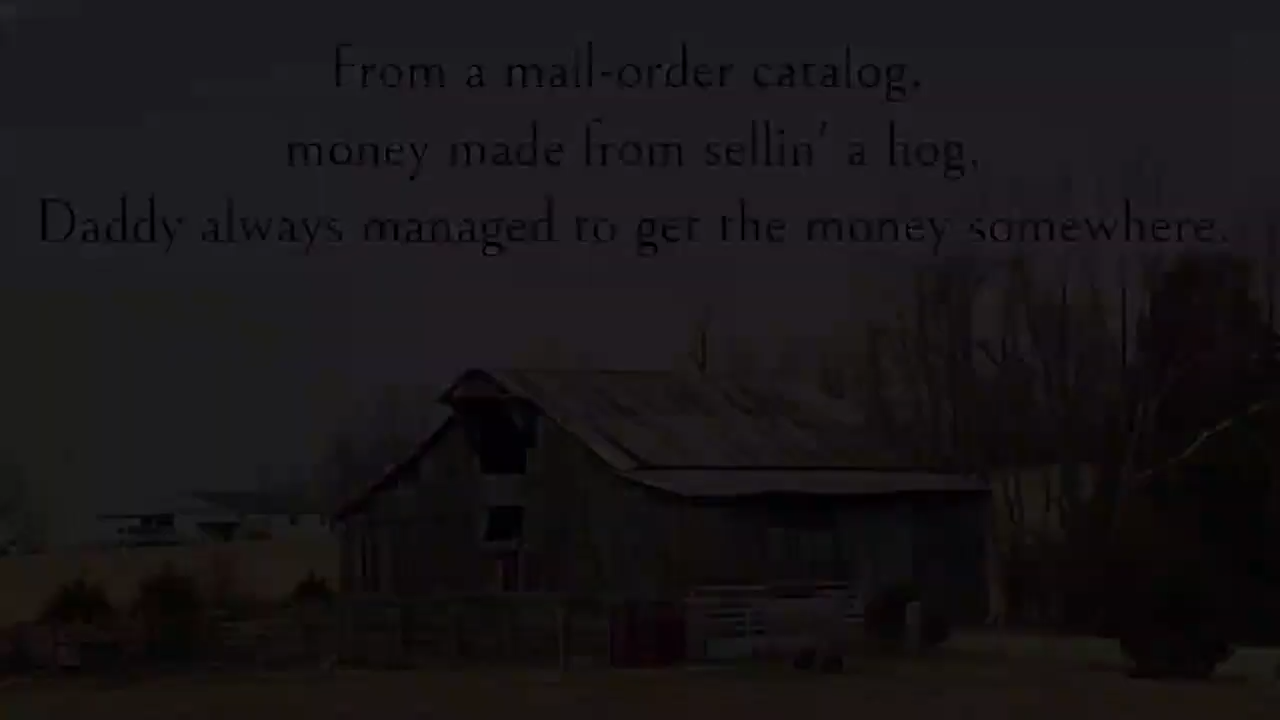 From a mail-order catalog,
money made from sellin' a hog,
Daddy always managed to get the money somewhere.